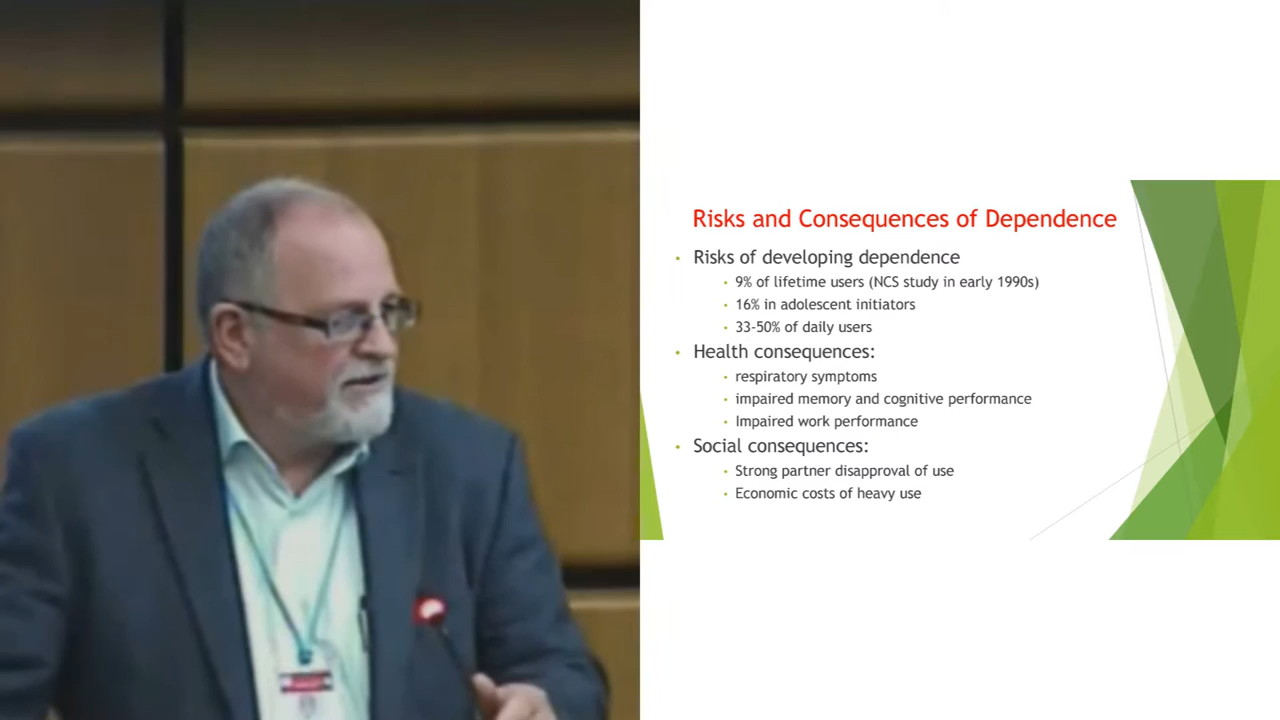 Risks and Consequences of Dependence
• Risks of developing dependence
• 9% of lifetime users (NCS study in early 1990s)
• 16% in adolescent initiators
• 33-50% of daily users
• Health consequences:
• respiratory symptoms
• impaired memory and cognitive performance
• Impaired work performance
• Social consequences:
• Strong partner disapproval of use
• Economic costs of heavy use